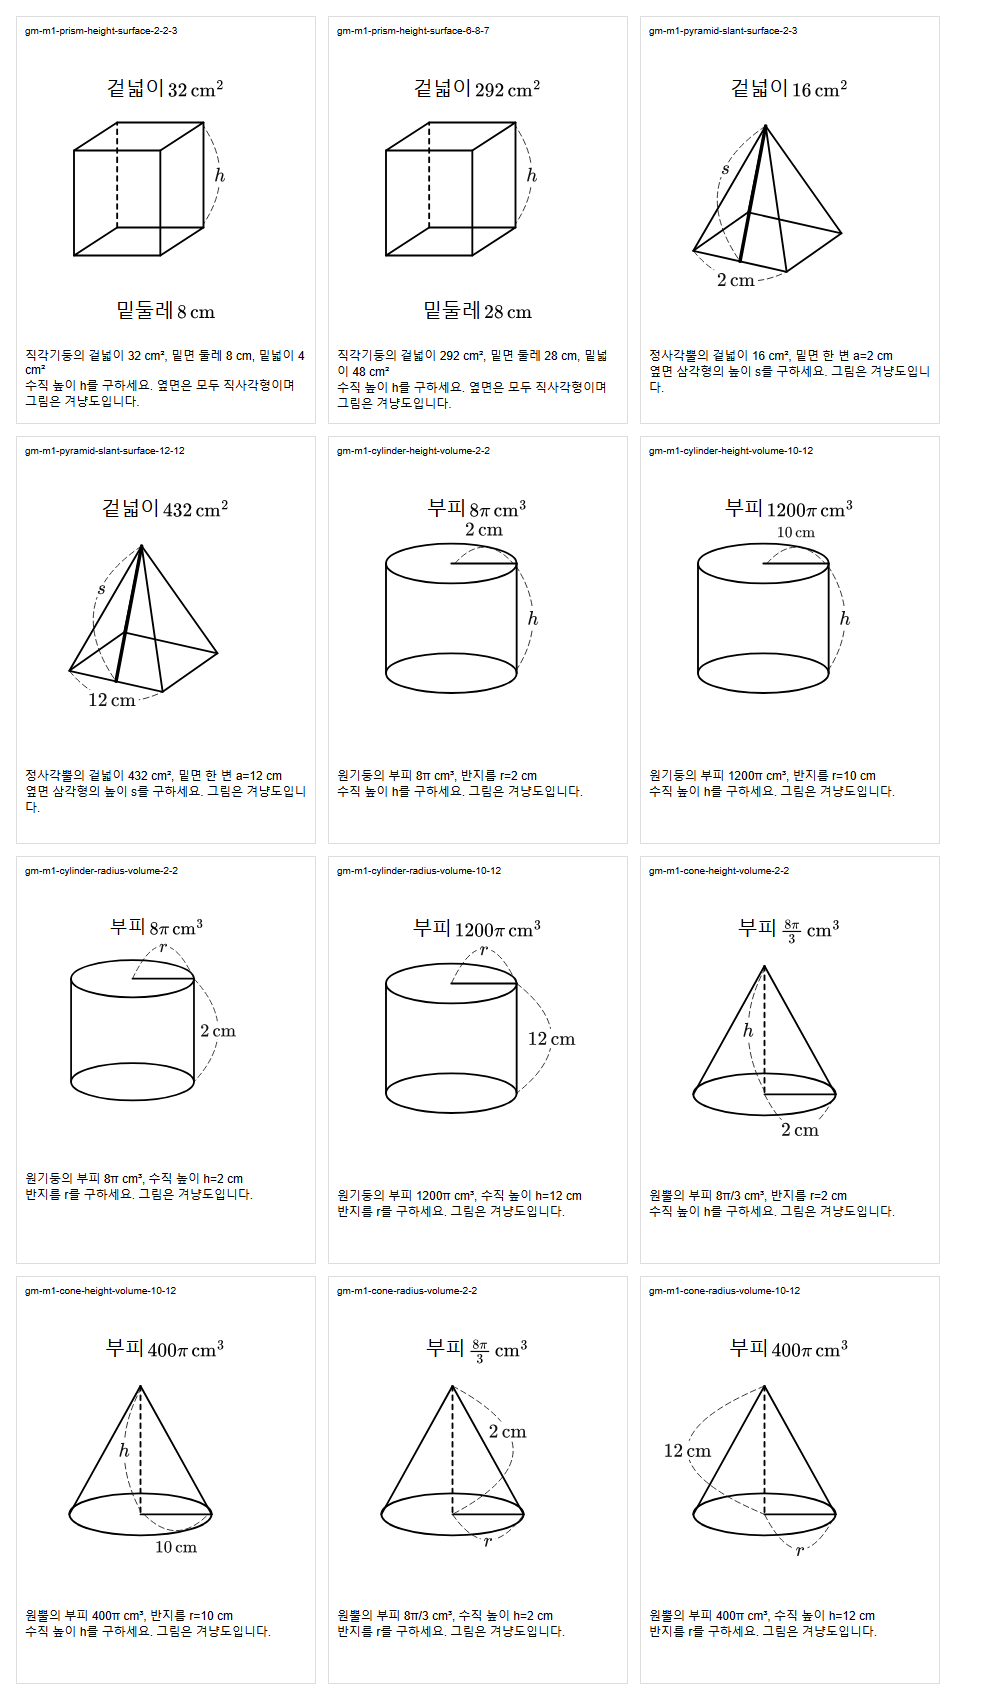 gm-m1-prism-height-surface-2-2-3
겉넓이 32 cm²
h
밑둘레 8 cm
직각기둥의 겉넓이 32 cm², 밑면 둘레 8 cm, 밑넓이 4
cm²
수직 높이 h를 구하세요. 옆면은 모두 직사각형이며
그림은 겨냥도입니다.
gm-m1-prism-height-surface-6-8-7
겉넓이 292 cm²
h
밑둘레 28 cm
직각기둥의 겉넓이 292 cm², 밑면 둘레 28 cm, 밑넓
이 48 cm²
수직 높이 h를 구하세요. 옆면은 모두 직사각형이며
그림은 겨냥도입니다.
gm-m1-pyramid-slant-surface-2-3
겉넓이 16 cm²
s
2 cm
정사각뿔의 겉넓이 16 cm², 밑면 한 변 a=2 cm
옆면 삼각형의 높이 s를 구하세요. 그림은 겨냥도입니
다.
gm-m1-pyramid-slant-surface-12-12
겉넓이 432 cm²
s
12 cm
정사각뿔의 겉넓이 432 cm², 밑면 한 변 a=12 cm
옆면 삼각형의 높이 s를 구하세요. 그림은 겨냥도입니
다.
gm-m1-cylinder-height-volume-2-2
부피 8π cm³
2 cm
h
원기둥의 부피 8π cm³, 반지름 r=2 cm
수직 높이 h를 구하세요. 그림은 겨냥도입니다.
gm-m1-cylinder-height-volume-10-12
부피 1200π cm³
10 cm
h
원기둥의 부피 1200π cm³, 반지름 r=10 cm
수직 높이 h를 구하세요. 그림은 겨냥도입니다.
gm-m1-cylinder-radius-volume-2-2
부피 8π cm³
r
2 cm
원기둥의 부피 8π cm³, 수직 높이 h=2 cm
반지름 r를 구하세요. 그림은 겨냥도입니다.
gm-m1-cylinder-radius-volume-10-12
부피 1200π cm³
r
12 cm
원기둥의 부피 1200π cm³, 수직 높이 h=12 cm
반지름 r를 구하세요. 그림은 겨냥도입니다.
gm-m1-cone-height-volume-2-2
부피 8π/3 cm³
h
2 cm
원뿔의 부피 8π/3 cm³, 반지름 r=2 cm
수직 높이 h를 구하세요. 그림은 겨냥도입니다.
gm-m1-cone-height-volume-10-12
부피 400π cm³
h
10 cm
원뿔의 부피 400π cm³, 반지름 r=10 cm
수직 높이 h를 구하세요. 그림은 겨냥도입니다.
gm-m1-cone-radius-volume-2-2
부피 8π/3 cm³
2 cm
r
원뿔의 부피 8π/3 cm³, 수직 높이 h=2 cm
반지름 r를 구하세요. 그림은 겨냥도입니다.
gm-m1-cone-radius-volume-10-12
부피 400π cm³
12 cm
r
원뿔의 부피 400π cm³, 수직 높이 h=12 cm
반지름 r를 구하세요. 그림은 겨냥도입니다.